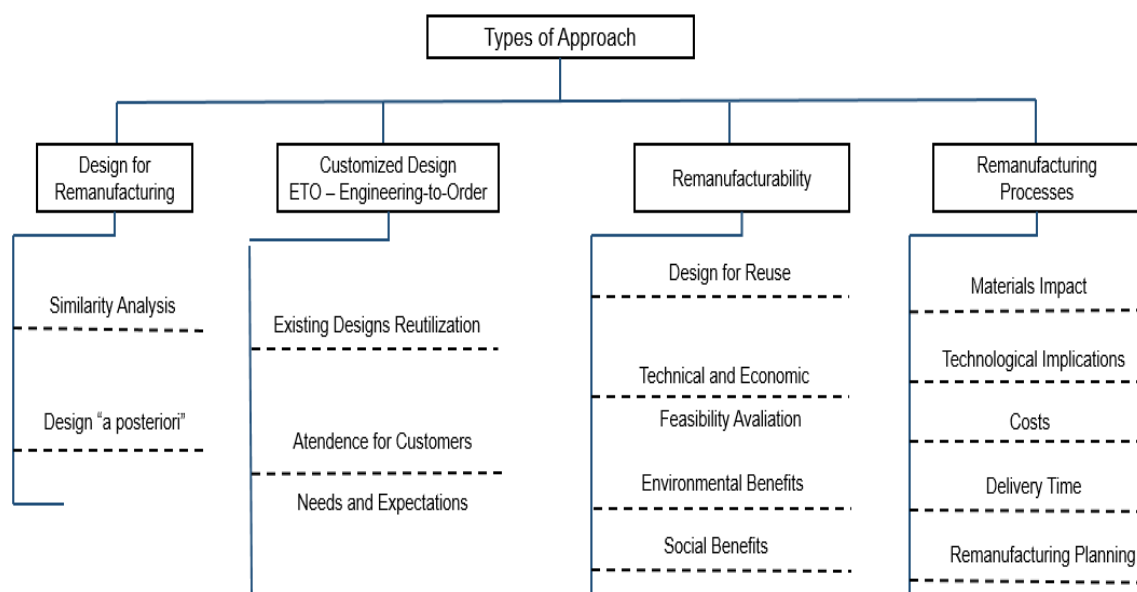 Types of Approach
Design for
Remanufacturing
Similarity Analysis
Design “a posteriori”
Customized Design
ETO – Engineering-to-Order
Existing Designs Reutilization
Atendence for Customers
Needs and Expectations
Remanufacturability
Design for Reuse
Technical and Economic
Feasibility Avaliation
Environmental Benefits
Social Benefits
Remanufacturing
Processes
Materials Impact
Technological Implications
Costs
Delivery Time
Remanufacturing Planning